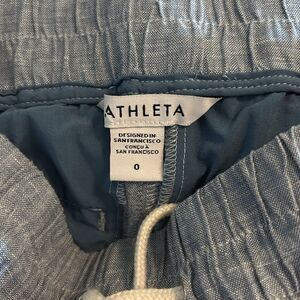 ATHLETA
DESIGNED IN
SAN FRANCISCO
CONÇU À
SAN FRANCISCO
0